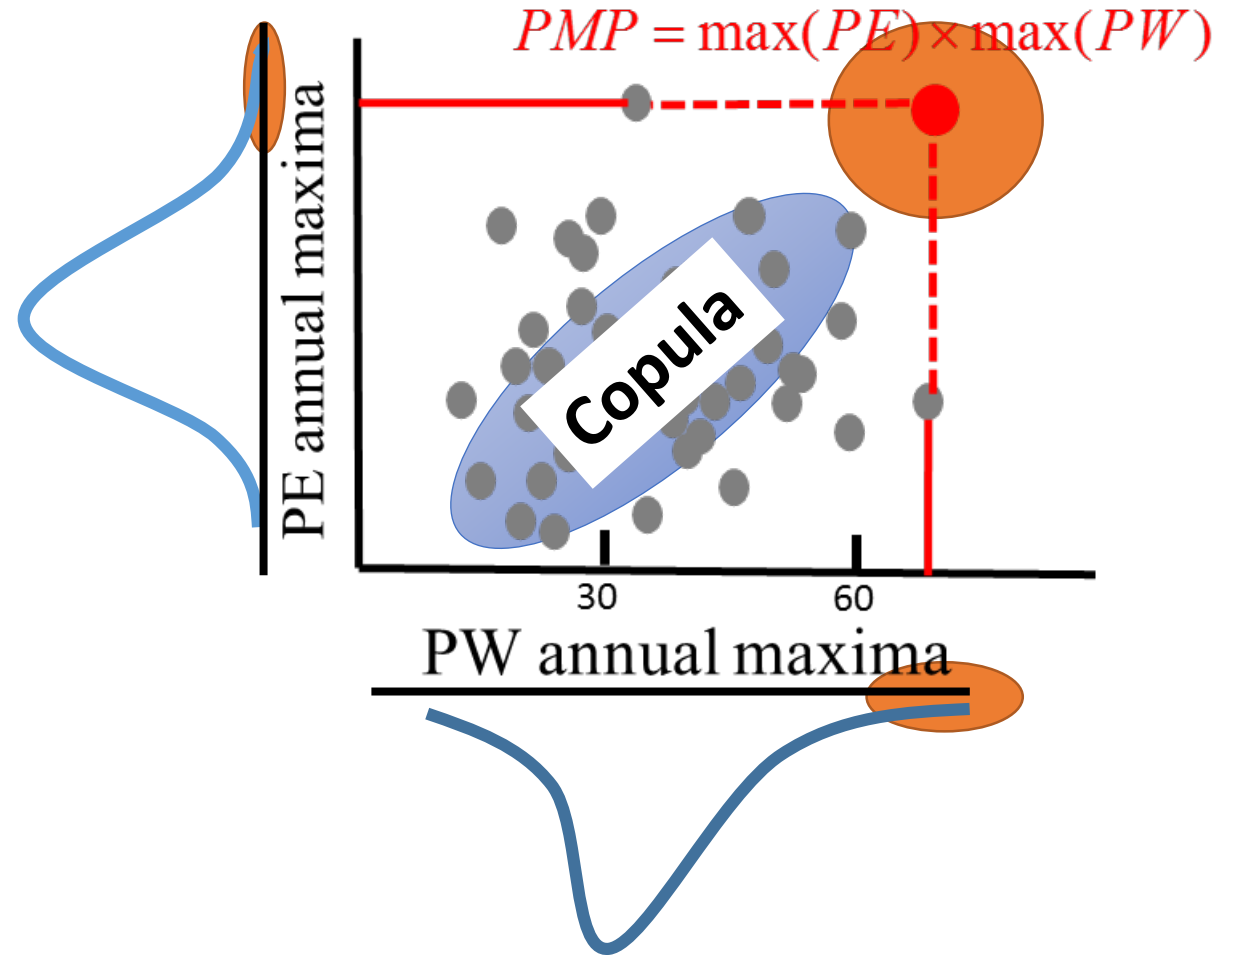 PMP = max(PE) × max(PW)
PE annual maxima
Copula
30
60
PW annual maxima